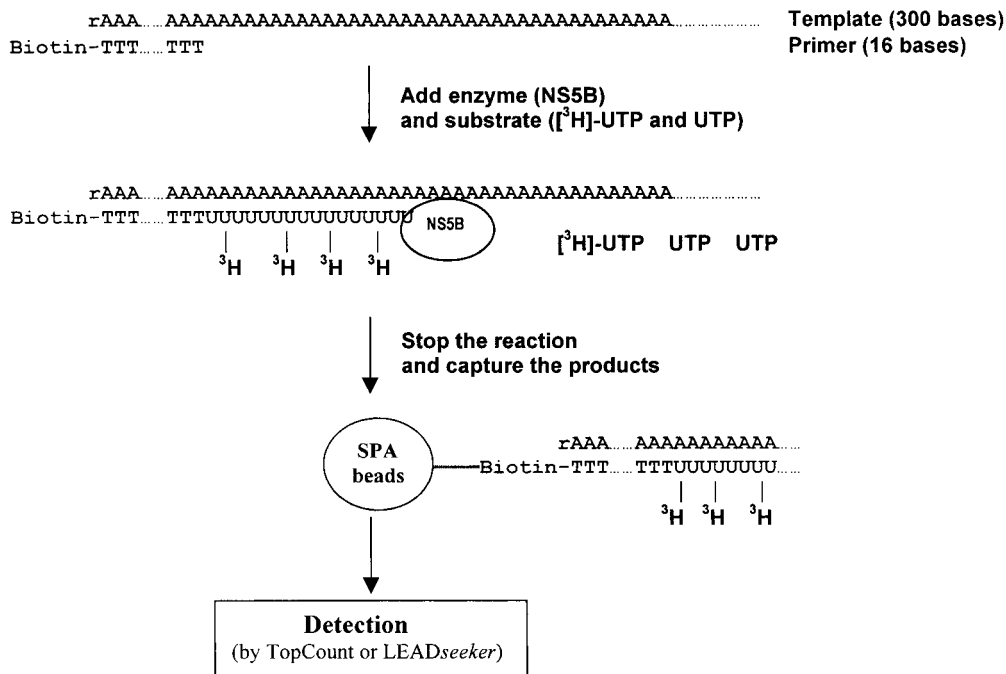 rAAA……AAAAAAAAAAAAAAAAAAAAAAAAAAAAAAAAAAAAAA………………… Template (300 bases)
Biotin-TTT……TTT Primer (16 bases)
Add enzyme (NS5B)
and substrate ([³H]-UTP and UTP)
rAAA……AAAAAAAAAAAAAAAAAAAAAAAAAAAAAAAAAAAAAA…………………
Biotin-TTT……TTTUUUUUUUUUUUUUUUU NS5B
[³H]-UTP UTP UTP
³H ³H ³H ³H
Stop the reaction
and capture the products
SPA
beads
rAAA……AAAAAAAAAAA……
Biotin-TTT……TTTUUUUUUUU……
³H ³H ³H
Detection
(by TopCount or LEADseeker)